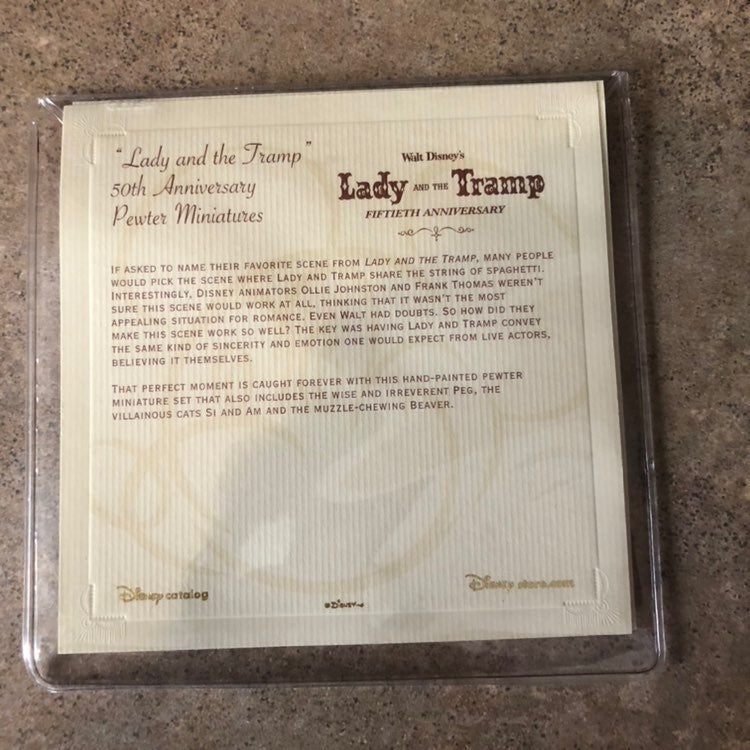 "Lady and the Tramp"
50th Anniversary
Pewter Miniatures
Walt Disney's
Lady AND THE Tramp
FIFTIETH ANNIVERSARY
IF ASKED TO NAME THEIR FAVORITE SCENE FROM LADY AND THE TRAMP, MANY PEOPLE
WOULD PICK THE SCENE WHERE LADY AND TRAMP SHARE THE STRING OF SPAGHETTI.
INTERESTINGLY, DISNEY ANIMATORS OLLIE JOHNSTON AND FRANK THOMAS WEREN'T
SURE THIS SCENE WOULD WORK AT ALL, THINKING THAT IT WASN'T THE MOST
APPEALING SITUATION FOR ROMANCE. EVEN WALT HAD DOUBTS. SO HOW DID THEY
MAKE THIS SCENE WORK SO WELL? THE KEY WAS HAVING LADY AND TRAMP CONVEY
THE SAME KIND OF SINCERITY AND EMOTION ONE WOULD EXPECT FROM LIVE ACTORS,
BELIEVING IT THEMSELVES.
THAT PERFECT MOMENT IS CAUGHT FOREVER WITH THIS HAND-PAINTED PEWTER
MINIATURE SET THAT ALSO INCLUDES THE WISE AND IRREVERENT PEG, THE
VILLAINOUS CATS SI AND AM AND THE MUZZLE-CHEWING BEAVER.
Disney catalog
©DISNEY
Disney store.com